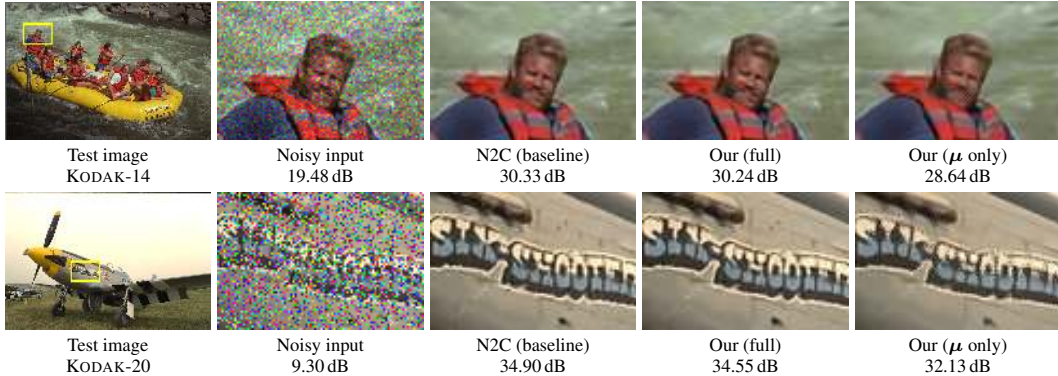 Test image
KODAK-14
Noisy input
19.48 dB
N2C (baseline)
30.33 dB
Our (full)
30.24 dB
Our (μ only)
28.64 dB
Test image
KODAK-20
Noisy input
9.30 dB
N2C (baseline)
34.90 dB
Our (full)
34.55 dB
Our (μ only)
32.13 dB